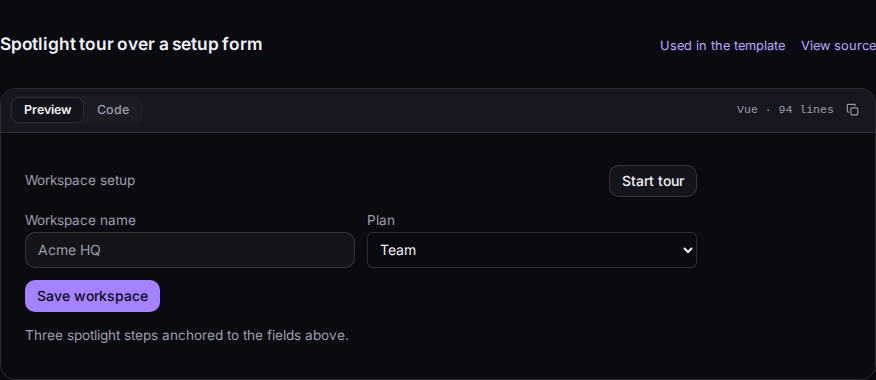 Spotlight tour over a setup form
Used in the template View source
Preview Code Vue · 94 lines
Workspace setup Start tour
Workspace name Plan
Acme HQ Team
Save workspace
Three spotlight steps anchored to the fields above.